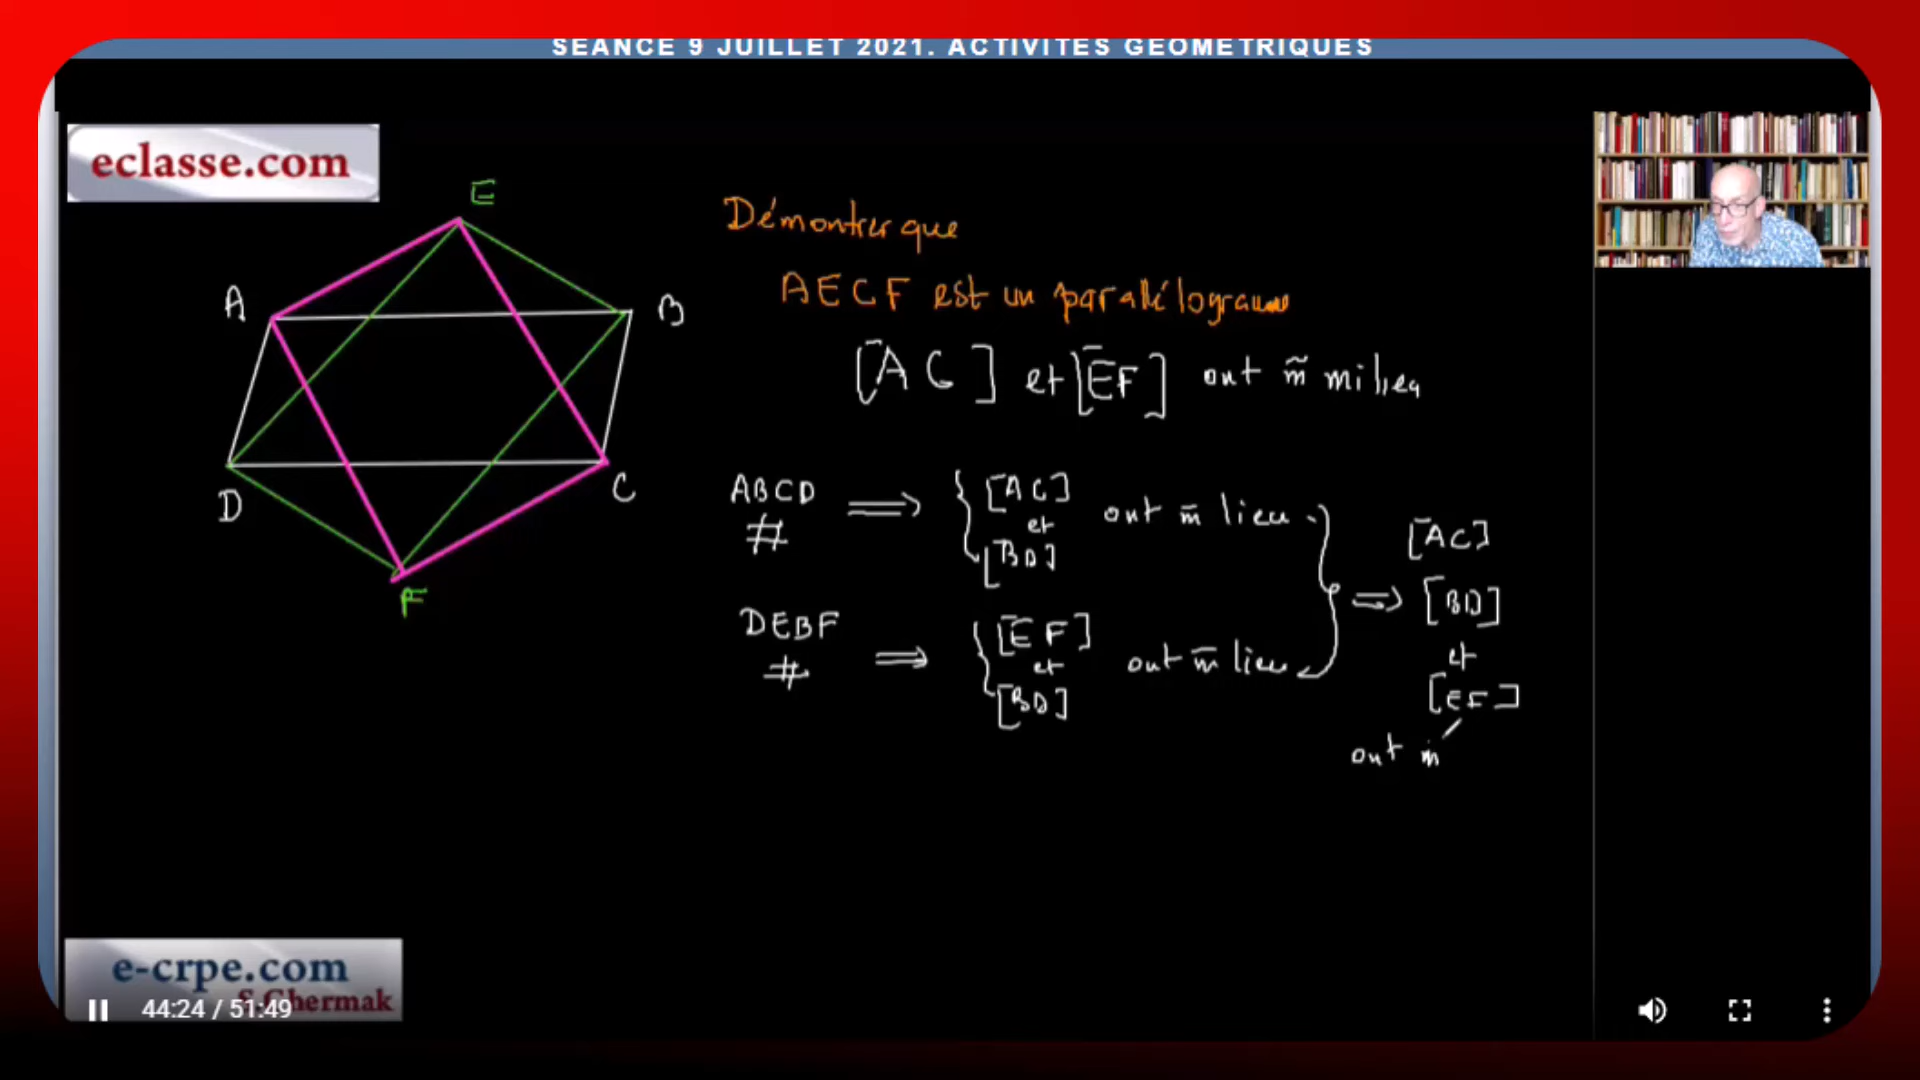 SEANCE 9 JUILLET 2021. ACTIVITES GEOMETRIQUES
eclasse.com
E
A
B
D
C
F
Démontrer que
AECF est un parallélogramme
[AC] et [EF] ont m̃ milieu
ABCD ⟹ { [AC] et [BD] ont m̄ lieu
#
DEBF ⟹ { [EF] et [BD] ont m̄ lieu
#
} ⟹ [AC]
[BD]
et
[EF]
ont m
e-crpe.com
S.Ghermak
44:24 / 51:49